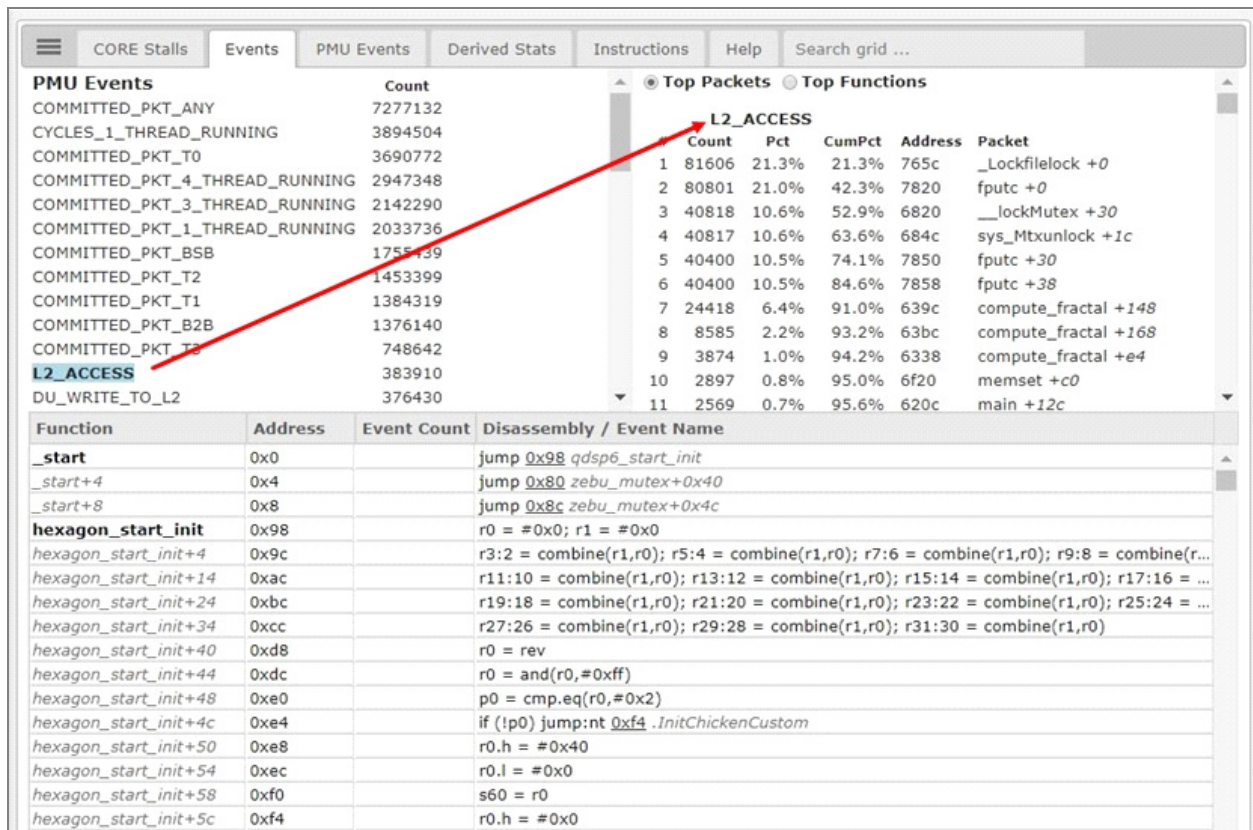 CORE Stalls Events PMU Events Derived Stats Instructions Help Search grid ...
PMU Events Count
COMMITTED_PKT_ANY 7277132
CYCLES_1_THREAD_RUNNING 3894504
COMMITTED_PKT_T0 3690772
COMMITTED_PKT_4_THREAD_RUNNING 2947348
COMMITTED_PKT_3_THREAD_RUNNING 2142290
COMMITTED_PKT_1_THREAD_RUNNING 2033736
COMMITTED_PKT_BSB 1755439
COMMITTED_PKT_T2 1453399
COMMITTED_PKT_T1 1384319
COMMITTED_PKT_B2B 1376140
COMMITTED_PKT_T3 748642
L2_ACCESS 383910
DU_WRITE_TO_L2 376430
Top Packets Top Functions
L2_ACCESS
# Count Pct CumPct Address Packet
1 81606 21.3% 21.3% 765c _Lockfilelock +0
2 80801 21.0% 42.3% 7820 fputc +0
3 40818 10.6% 52.9% 6820 __lockMutex +30
4 40817 10.6% 63.6% 684c sys_Mtxunlock +1c
5 40400 10.5% 74.1% 7850 fputc +30
6 40400 10.5% 84.6% 7858 fputc +38
7 24418 6.4% 91.0% 639c compute_fractal +148
8 8585 2.2% 93.2% 63bc compute_fractal +168
9 3874 1.0% 94.2% 6338 compute_fractal +e4
10 2897 0.8% 95.0% 6f20 memset +c0
11 2569 0.7% 95.6% 620c main +12c
Function Address Event Count Disassembly / Event Name
_start 0x0 jump 0x98 qdsp6_start_init
_start+4 0x4 jump 0x80 zebu_mutex+0x40
_start+8 0x8 jump 0x8c zebu_mutex+0x4c
hexagon_start_init 0x98 r0 = #0x0; r1 = #0x0
hexagon_start_init+4 0x9c r3:2 = combine(r1,r0); r5:4 = combine(r1,r0); r7:6 = combine(r1,r0); r9:8 = combine(r...
hexagon_start_init+14 0xac r11:10 = combine(r1,r0); r13:12 = combine(r1,r0); r15:14 = combine(r1,r0); r17:16 = ...
hexagon_start_init+24 0xbc r19:18 = combine(r1,r0); r21:20 = combine(r1,r0); r23:22 = combine(r1,r0); r25:24 = ...
hexagon_start_init+34 0xcc r27:26 = combine(r1,r0); r29:28 = combine(r1,r0); r31:30 = combine(r1,r0)
hexagon_start_init+40 0xd8 r0 = rev
hexagon_start_init+44 0xdc r0 = and(r0,#0xff)
hexagon_start_init+48 0xe0 p0 = cmp.eq(r0,#0x2)
hexagon_start_init+4c 0xe4 if (!p0) jump:nt 0xf4 .InitChickenCustom
hexagon_start_init+50 0xe8 r0.h = #0x40
hexagon_start_init+54 0xec r0.l = #0x0
hexagon_start_init+58 0xf0 s60 = r0
hexagon_start_init+5c 0xf4 r0.h = #0x0